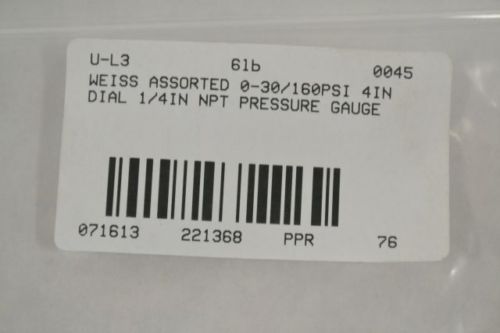 U-L3 61b 0045
WEISS ASSORTED 0-30/160PSI 4IN
DIAL 1/4IN NPT PRESSURE GAUGE
071613 221368 PPR 76